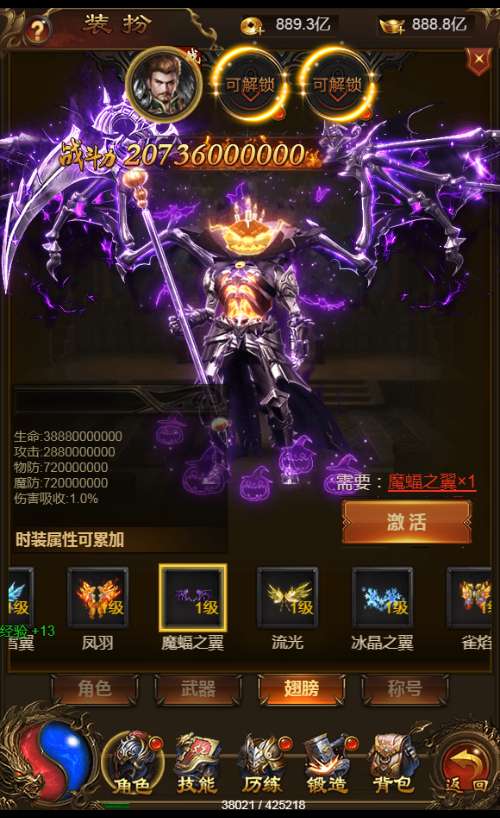 装扮
889.3亿
888.8亿
战
可解锁
可解锁
战斗力 20736000000
生命:38880000000
攻击:2880000000
物防:720000000
魔防:720000000
伤害吸收:1.0%
需要：魔蝠之翼×1
时装属性可累加
激活
1级
1级
1级
1级
经验 +13
凤羽
魔蝠之翼
流光
冰晶之翼
雀焰
角色
武器
翅膀
称号
角色
技能
历练
锻造
背包
返回
38021 / 425218